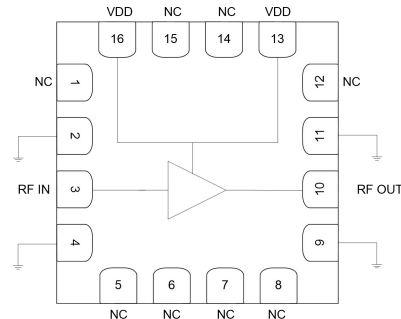 VDD NC NC VDD
16 15 14 13
NC 1 12 NC
2 11
RF IN 3 10 RF OUT
4 9
5 6 7 8
NC NC NC NC